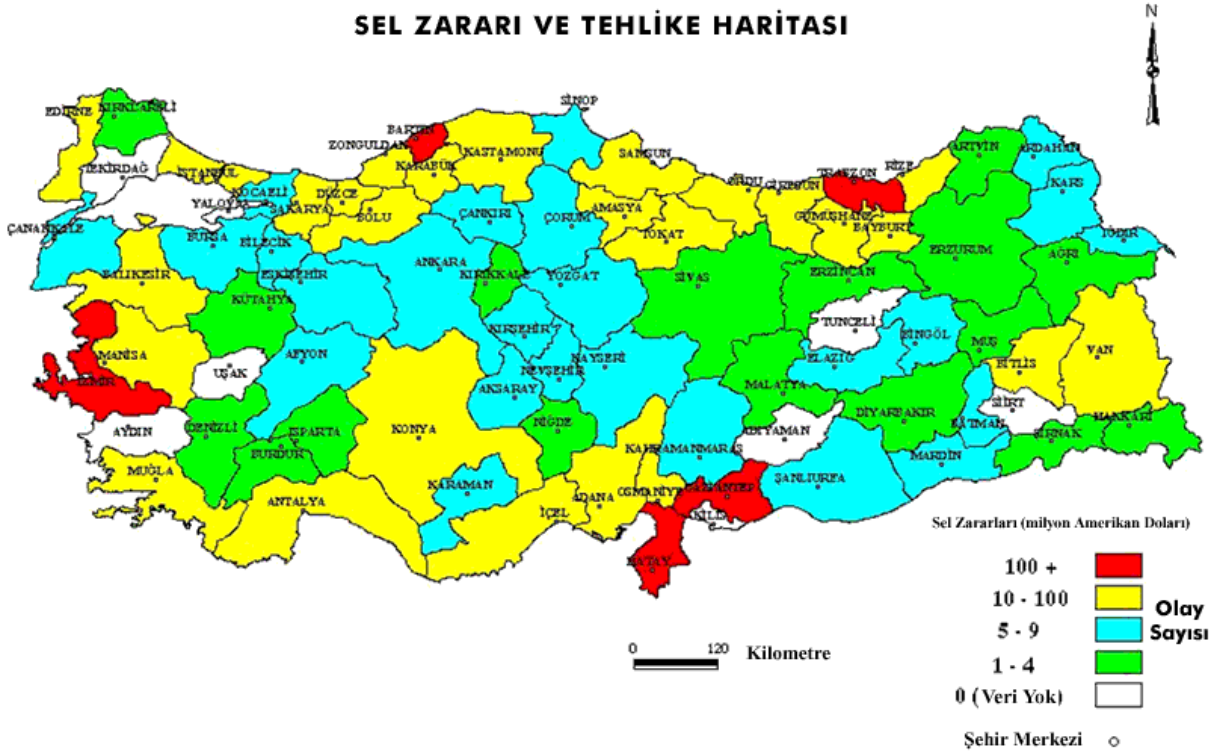 SEL ZARARI VE TEHLİKE HARİTASI
N
SİNOP
EDİRNE
KIRKLARELİ
BARTIN
ZONGULDAK
KASTAMONU
KARABÜK
SAMSUN
ARTVİN
ARDAHAN
TEKİRDAĞ
İSTANBUL
KOCAELİ
DÜZCE
TRABZON
RİZE
ORDU
GİRESUN
KARS
YALOVA
SAKARYA
BOLU
ÇANKIRI
ÇORUM
AMASYA
GÜMÜŞHANE
BAYBURT
ÇANAKKALE
BURSA
BİLECİK
TOKAT
IĞDIR
ANKARA
ERZURUM
AĞRI
BALIKESİR
ESKİŞEHİR
KIRIKKALE
YOZGAT
SİVAS
ERZİNCAN
KÜTAHYA
TUNCELİ
KIRŞEHİR
BİNGÖL
MUŞ
VAN
MANİSA
AFYON
KAYSERİ
ELAZIĞ
BİTLİS
UŞAK
NEVŞEHİR
İZMİR
AKSARAY
MALATYA
SİİRT
DİYARBAKIR
HAKKARİ
AYDIN
DENİZLİ
ISPARTA
KONYA
NİĞDE
ADIYAMAN
BATMAN
ŞIRNAK
BURDUR
KAHRAMANMARAŞ
MARDİN
MUĞLA
KARAMAN
ŞANLIURFA
ANTALYA
ADANA
OSMANİYE
GAZİANTEP
İÇEL
KİLİS
HATAY
Sel Zararları (milyon Amerikan Doları)
100 +
10 - 100
Olay
5 - 9
Sayısı
1 - 4
0 ( Veri Yok)
0 120 Kilometre
Şehir Merkezi